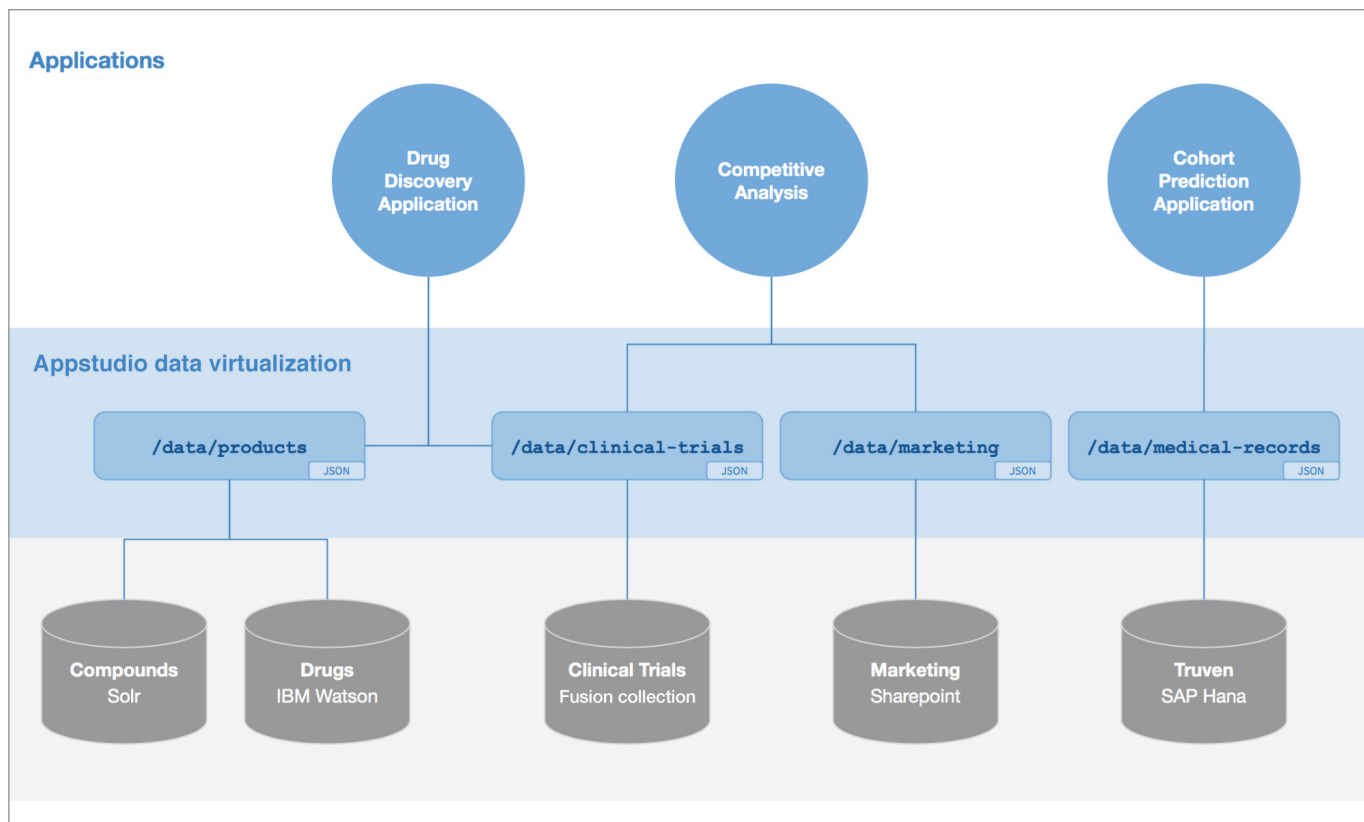 Applications
Drug
Discovery
Application
Competitive
Analysis
Cohort
Prediction
Application
Appstudio data virtualization
/data/products
JSON
/data/clinical-trials
JSON
/data/marketing
JSON
/data/medical-records
JSON
Compounds
Solr
Drugs
IBM Watson
Clinical Trials
Fusion collection
Marketing
Sharepoint
Truven
SAP Hana